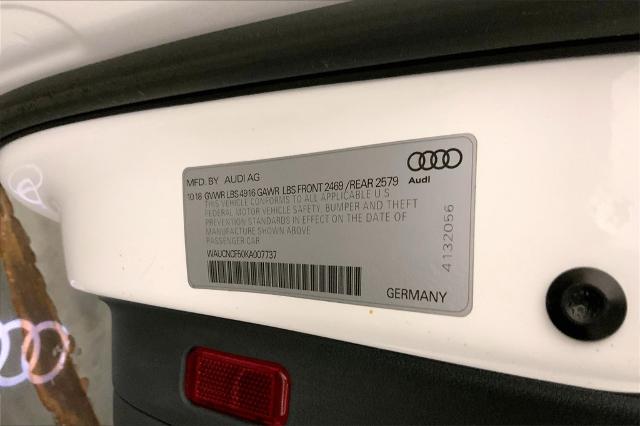 MFD. BY AUDI AG
Audi
10 18 GVWR LBS 4916 GAWR LBS FRONT 2469 /REAR 2579
THIS VEHICLE CONFORMS TO ALL APPLICABLE U S
FEDERAL MOTOR VEHICLE SAFETY, BUMPER AND THEFT
PREVENTION STANDARDS IN EFFECT ON THE DATE OF
MANUFACTURE SHOWN ABOVE
PASSENGER CAR
WAUCNCF50KA007737
4132056
GERMANY